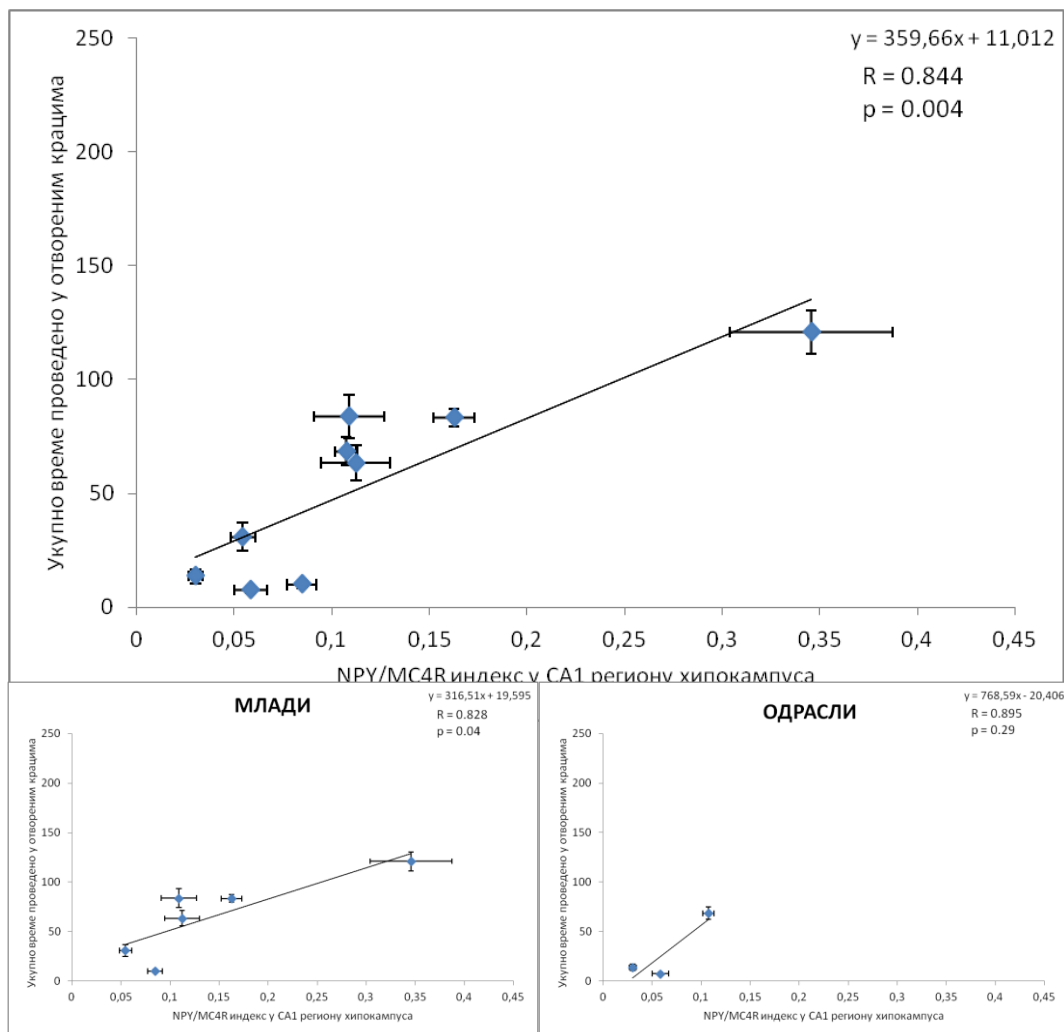 y = 359,66x + 11,012
R = 0.844
p = 0.004
Укупно време проведено у отвореним крацима
250
200
150
100
50
0
0 0,05 0,1 0,15 0,2 0,25 0,3 0,35 0,4 0,45
NPY/MC4R индекс у CA1 региону хипокампуса
МЛАДИ
y = 316,51x + 19,595
R = 0.828
p = 0.04
Укупно време проведено у отвореним крацима
250
200
150
100
50
0
0 0,05 0,1 0,15 0,2 0,25 0,3 0,35 0,4 0,45
NPY/MC4R индекс у CA1 региону хипокампуса
ОДРАСЛИ
y = 768,59x - 20,406
R = 0.895
p = 0.29
Укупно време проведено у отвореним крацима
250
200
150
100
50
0
0 0,05 0,1 0,15 0,2 0,25 0,3 0,35 0,4 0,45
NPY/MC4R индекс у CA1 региону хипокампуса